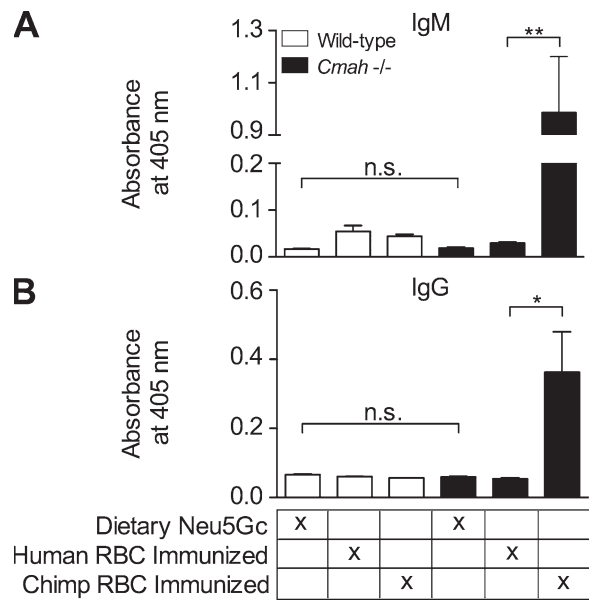 A
IgM
1.3
**
Wild-type
Cmah -/-
1.1
0.9
Absorbance
at 405 nm
0.2
n.s.
0.1
0.0
B
IgG
0.6
*
0.4
Absorbance
at 405 nm
n.s.
0.2
0.0
Dietary Neu5Gc x x
Human RBC Immunized x x
Chimp RBC Immunized x x